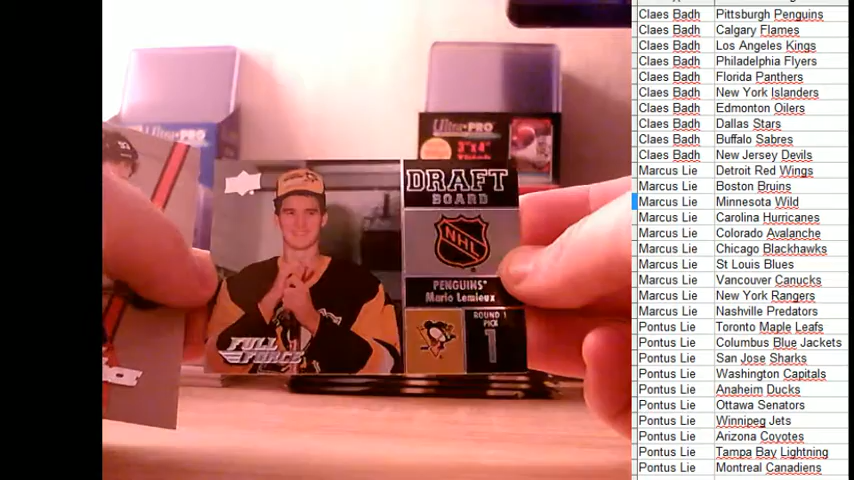 Ultra-PRO
3"x4"
DRAFT
BOARD
NHL
PENGUINS
Mario Lemieux
ROUND 1
PICK
1
FULL
FORCE
Claes Badh Pittsburgh Penguins
Claes Badh Calgary Flames
Claes Badh Los Angeles Kings
Claes Badh Philadelphia Flyers
Claes Badh Florida Panthers
Claes Badh New York Islanders
Claes Badh Edmonton Oilers
Claes Badh Dallas Stars
Claes Badh Buffalo Sabres
Claes Badh New Jersey Devils
Marcus Lie Detroit Red Wings
Marcus Lie Boston Bruins
Marcus Lie Minnesota Wild
Marcus Lie Carolina Hurricanes
Marcus Lie Colorado Avalanche
Marcus Lie Chicago Blackhawks
Marcus Lie St Louis Blues
Marcus Lie Vancouver Canucks
Marcus Lie New York Rangers
Marcus Lie Nashville Predators
Pontus Lie Toronto Maple Leafs
Pontus Lie Columbus Blue Jackets
Pontus Lie San Jose Sharks
Pontus Lie Washington Capitals
Pontus Lie Anaheim Ducks
Pontus Lie Ottawa Senators
Pontus Lie Winnipeg Jets
Pontus Lie Arizona Coyotes
Pontus Lie Tampa Bay Lightning
Pontus Lie Montreal Canadiens